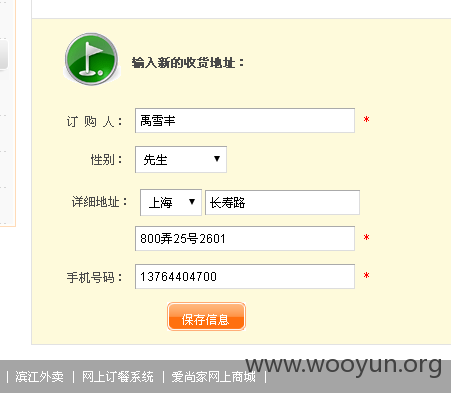 输入新的收货地址：
订 购 人： 禹雪丰 *
性别： 先生
详细地址： 上海 长寿路
800弄25号2601 *
手机号码： 13764404700 *
保存信息
www.wooyun.org
| 滨江外卖 | 网上订餐系统 | 爱尚家网上商城 |